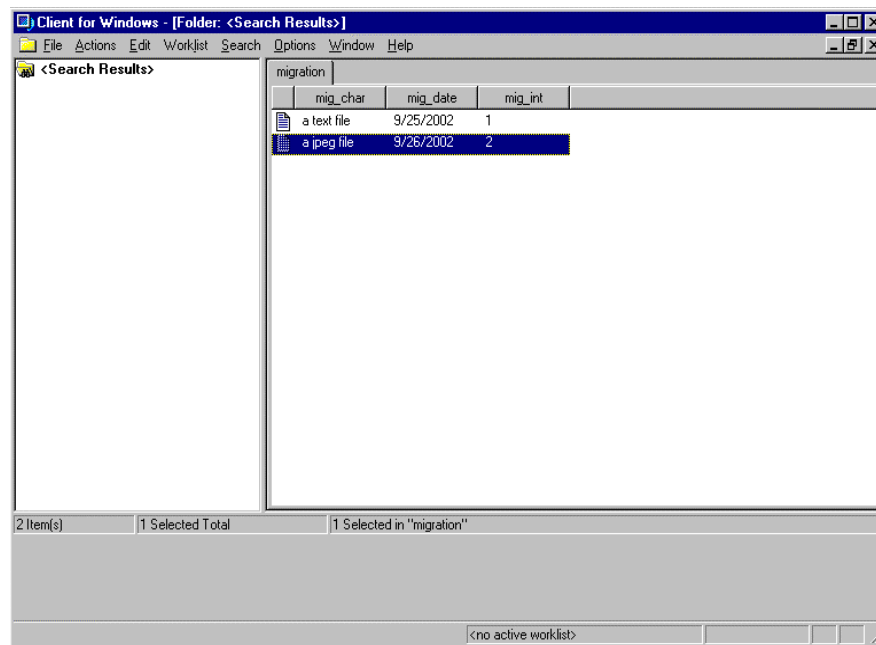 Client for Windows - [Folder: <Search Results>]
File Actions Edit Worklist Search Options Window Help
<Search Results>
migration
mig_char mig_date mig_int
a text file 9/25/2002 1
a jpeg file 9/26/2002 2
2 Item(s) 1 Selected Total 1 Selected in "migration"
<no active worklist>